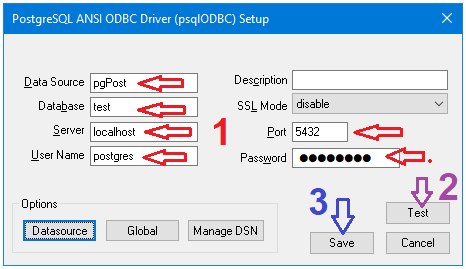 PostgreSQL ANSI ODBC Driver (psqlODBC) Setup
Data Source pgPost Description
Database test SSL Mode disable
Server localhost 1 Port 5432
User Name postgres Password ●●●●●●●●
Options 3 2
Datasource Global Manage DSN Test
Save Cancel